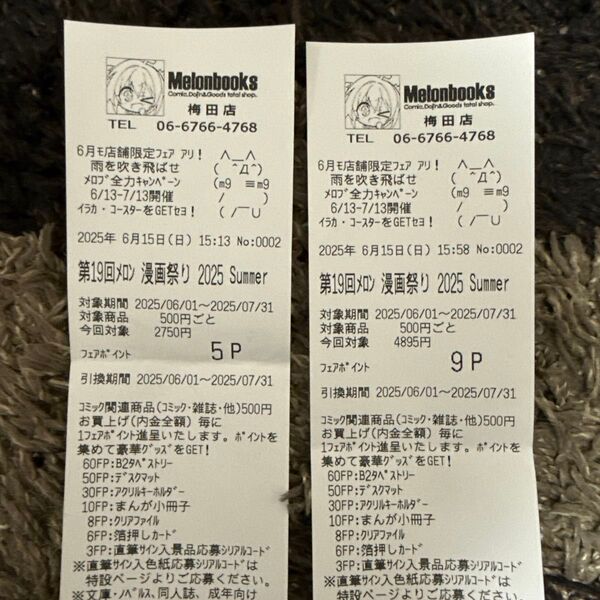 Melonbooks
Comic,Dojin&Goods total shop.
梅田店
TEL 06-6766-4768
6月ﾓ店舗限定ﾌｪｱ ｱﾘ！
雨を吹き飛ばせ
ﾒﾛﾌﾞ全力ｷｬﾝﾍﾟｰﾝ
6/13-7/13開催
ｲﾗｶ・ｺｰｽﾀｰをGETせﾖ！
∧＿∧
( ﾟДﾟ)
(m9 ≡m9
/ )
( /￣∪
2025年 6月15日(日) 15:13 No:0002
第19回ﾒﾛﾝ 漫画祭り 2025 Summer
対象期間 2025/06/01～2025/07/31
対象商品 500円ごと
今回対象 2750円
ﾌｪｱﾎﾟｲﾝﾄ 5P
引換期間 2025/06/01～2025/07/31
ｺﾐｯｸ関連商品(ｺﾐｯｸ・雑誌・他)500円
お買上げ(内金全額) 毎に
1ﾌｪｱﾎﾟｲﾝﾄ進呈いたします。ﾎﾟｲﾝﾄを
集めて豪華ｸﾞｯｽﾞをGET！
60FP:B2ﾀﾍﾟｽﾄﾘｰ
50FP:ﾃﾞｽｸﾏｯﾄ
30FP:ｱｸﾘﾙｷｰﾎﾙﾀﾞｰ
10FP:まんが小冊子
8FP:ｸﾘｱﾌｧｲﾙ
6FP:箔押しｶｰﾄﾞ
3FP:直筆ｻｲﾝ入景品応募ｼﾘｱﾙｺｰﾄﾞ
※直筆ｻｲﾝ入色紙応募ｼﾘｱﾙｺｰﾄﾞは
特設ﾍﾟｰｼﾞよりご応募ください。
※文庫・ﾉﾍﾞﾙｽ、同人誌、成年向け
Melonbooks
Comic,Dojin&Goods total shop.
梅田店
TEL 06-6766-4768
6月ﾓ店舗限定ﾌｪｱ ｱﾘ！
雨を吹き飛ばせ
ﾒﾛﾌﾞ全力ｷｬﾝﾍﾟｰﾝ
6/13-7/13開催
ｲﾗｶ・ｺｰｽﾀｰをGETせﾖ！
∧＿∧
( ﾟДﾟ)
(m9 ≡m9
/ )
( /￣∪
2025年 6月15日(日) 15:58 No:0002
第19回ﾒﾛﾝ 漫画祭り 2025 Summer
対象期間 2025/06/01～2025/07/31
対象商品 500円ごと
今回対象 4895円
ﾌｪｱﾎﾟｲﾝﾄ 9P
引換期間 2025/06/01～2025/07/31
ｺﾐｯｸ関連商品(ｺﾐｯｸ・雑誌・他)500円
お買上げ(内金全額) 毎に
1ﾌｪｱﾎﾟｲﾝﾄ進呈いたします。ﾎﾟｲﾝﾄを
集めて豪華ｸﾞｯｽﾞをGET！
60FP:B2ﾀﾍﾟｽﾄﾘｰ
50FP:ﾃﾞｽｸﾏｯﾄ
30FP:ｱｸﾘﾙｷｰﾎﾙﾀﾞｰ
10FP:まんが小冊子
8FP:ｸﾘｱﾌｧｲﾙ
6FP:箔押しｶｰﾄﾞ
3FP:直筆ｻｲﾝ入景品応募ｼﾘｱﾙｺｰﾄﾞ
※直筆ｻｲﾝ入色紙応募ｼﾘｱﾙｺｰﾄﾞは
特設ﾍﾟｰｼﾞよりご応募ください。